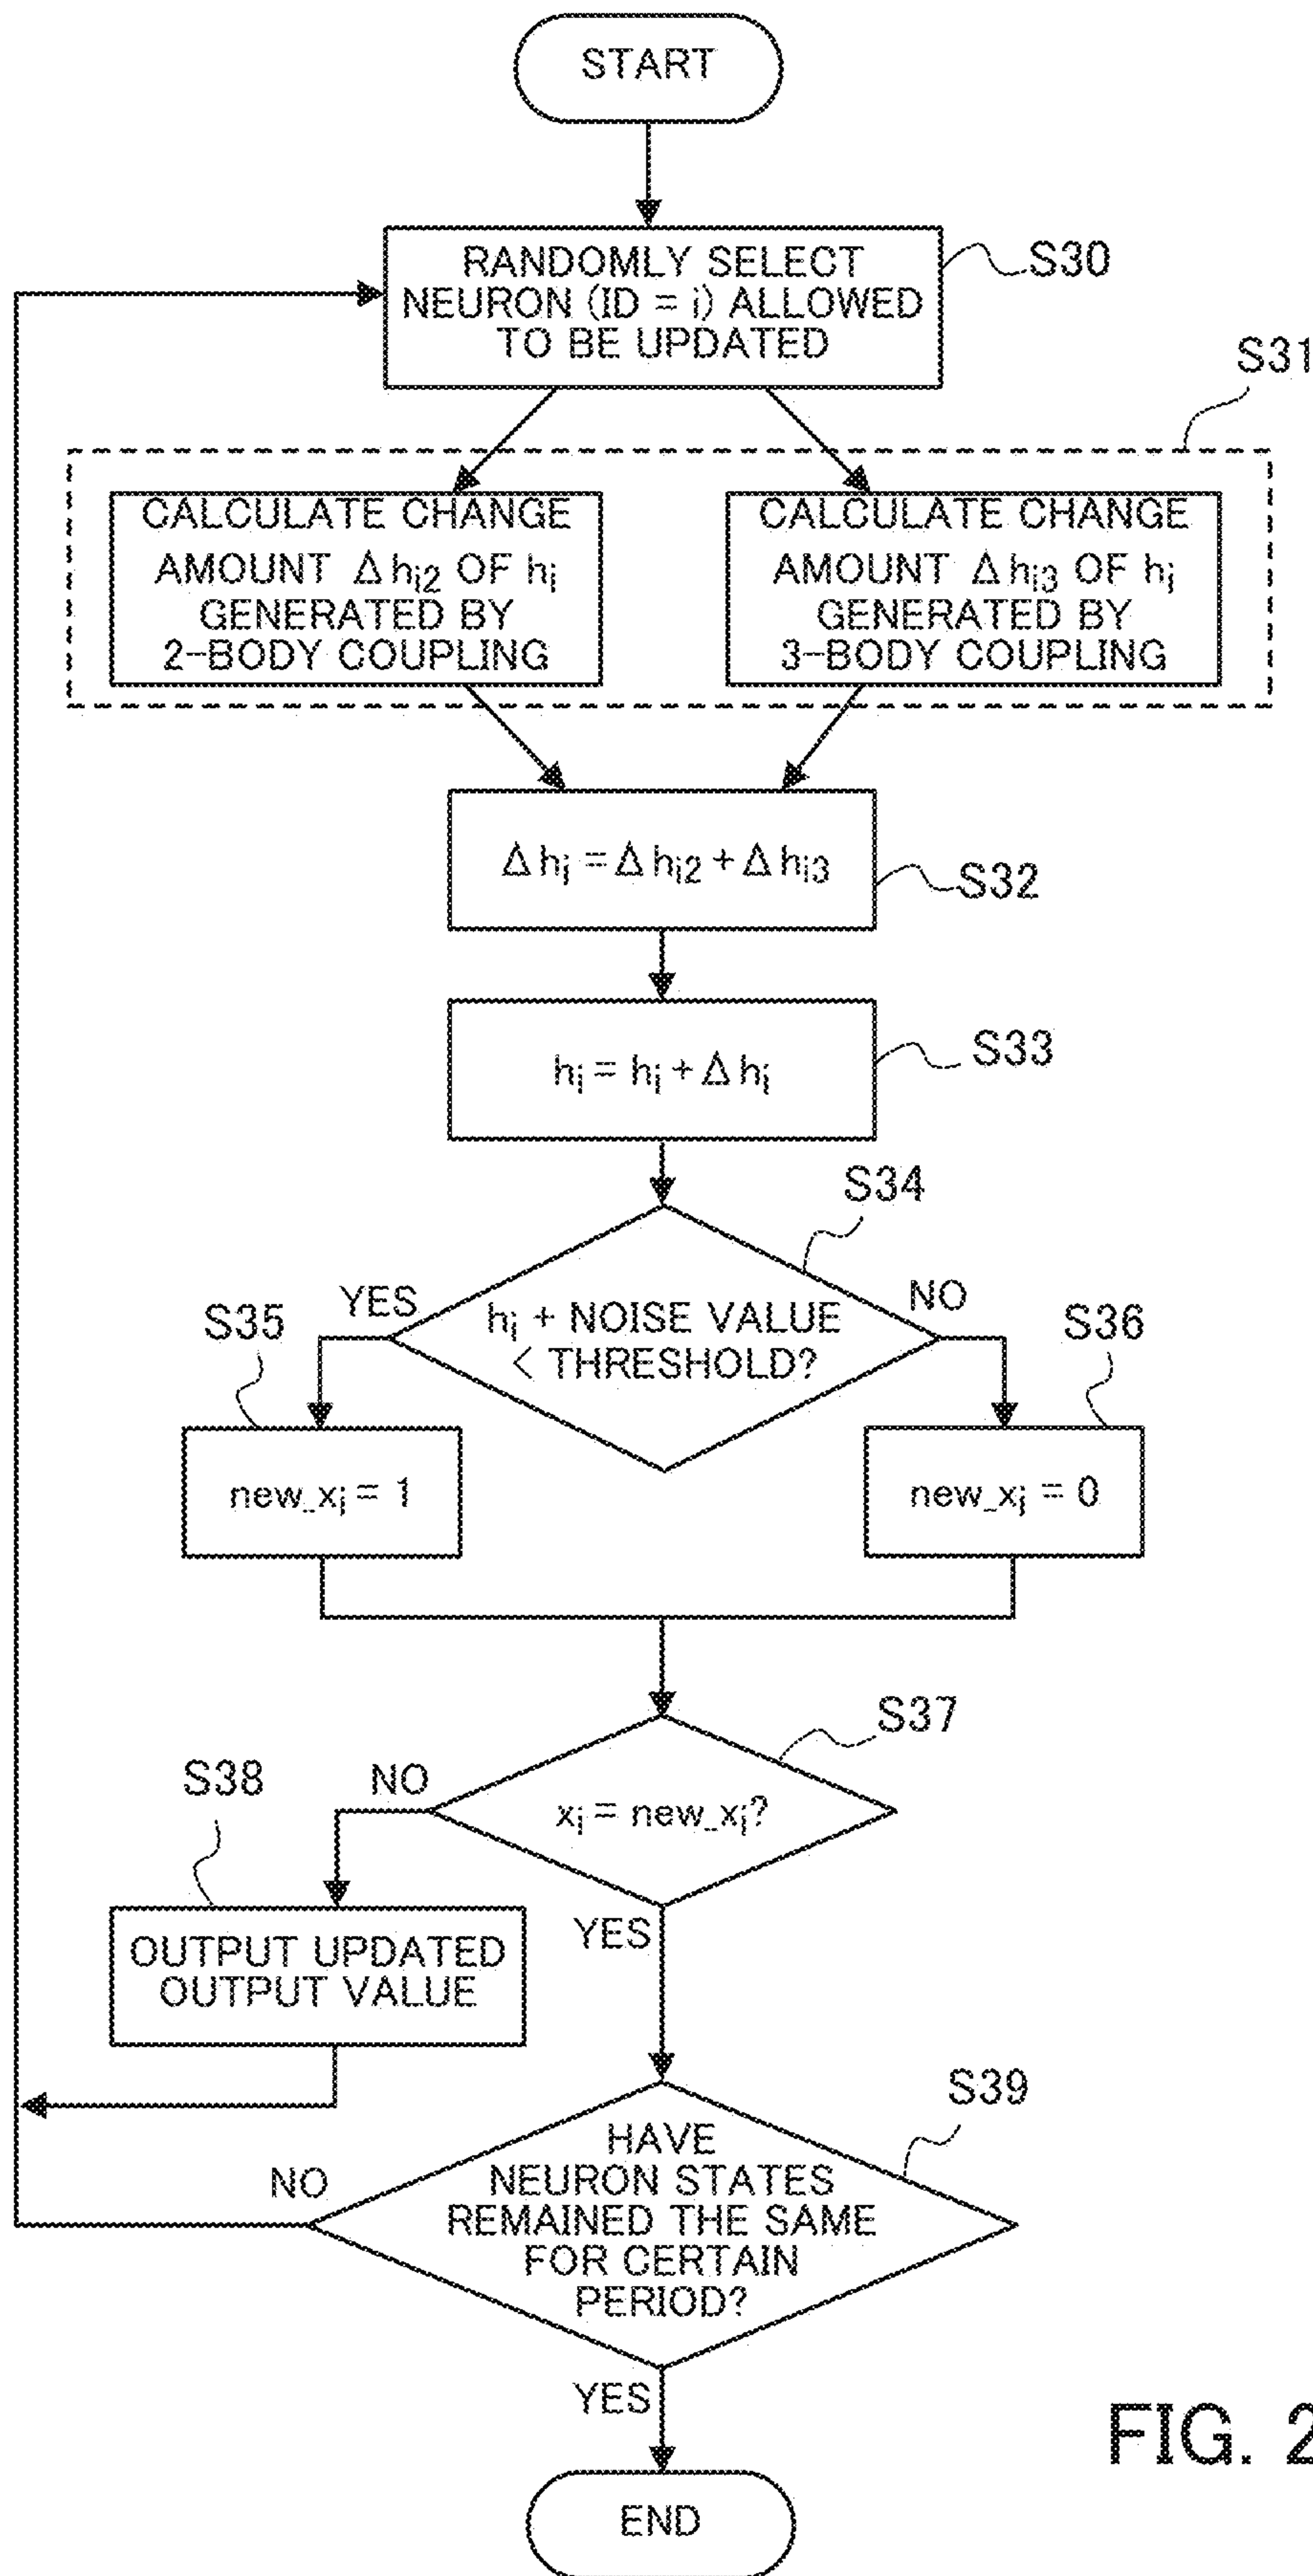 START
RANDOMLY SELECT
NEURON (ID = i) ALLOWED
TO BE UPDATED
S30
S31
CALCULATE CHANGE
AMOUNT Δhi2 OF hi
GENERATED BY
2-BODY COUPLING
CALCULATE CHANGE
AMOUNT Δhi3 OF hi
GENERATED BY
3-BODY COUPLING
Δhi = Δhi2 + Δhi3
S32
hi = hi + Δhi
S33
S34
YES
hi + NOISE VALUE
< THRESHOLD?
NO
S35
S36
new_xi = 1
new_xi = 0
S37
S38
NO
xi = new_xi?
YES
OUTPUT UPDATED
OUTPUT VALUE
S39
NO
HAVE
NEURON STATES
REMAINED THE SAME
FOR CERTAIN
PERIOD?
YES
FIG. 2
END